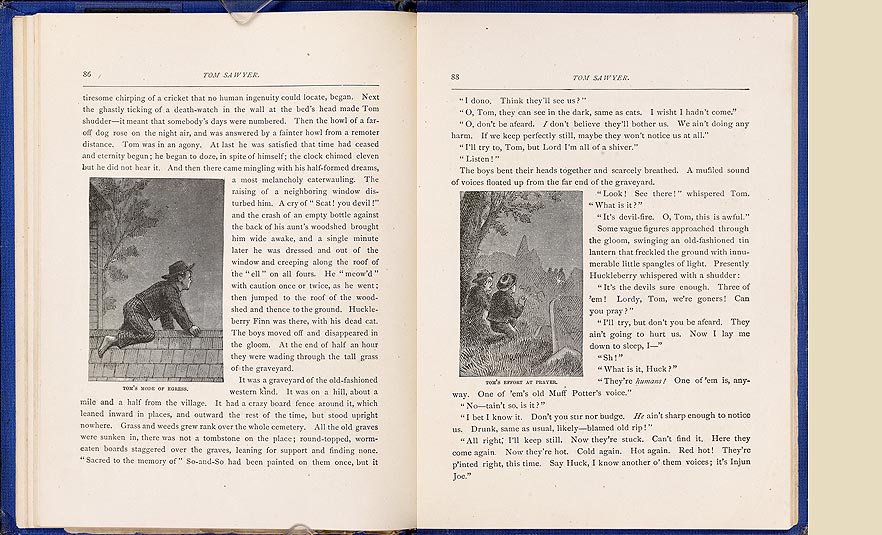 86
TOM SAWYER.
tiresome chirping of a cricket that no human ingenuity could locate, began. Next
the ghastly ticking of a death-watch in the wall at the bed's head made Tom
shudder—it meant that somebody's days were numbered. Then the howl of a far-
off dog rose on the night air, and was answered by a fainter howl from a remoter
distance. Tom was in an agony. At last he was satisfied that time had ceased
and eternity begun; he began to doze, in spite of himself; the clock chimed eleven
but he did not hear it. And then there came mingling with his half-formed dreams,
a most melancholy caterwauling. The
raising of a neighboring window dis-
turbed him. A cry of "Scat! you devil!"
and the crash of an empty bottle against
the back of his aunt's woodshed brought
him wide awake, and a single minute
later he was dressed and out of the
window and creeping along the roof of
the "ell" on all fours. He "meow'd"
with caution once or twice, as he went;
then jumped to the roof of the wood-
shed and thence to the ground. Huckle-
berry Finn was there, with his dead cat.
The boys moved off and disappeared in
the gloom. At the end of half an hour
they were wading through the tall grass
of the graveyard.
It was a graveyard of the old-fashioned
western kind. It was on a hill, about a
TOM'S MODE OF EGRESS.
mile and a half from the village. It had a crazy board fence around it, which
leaned inward in places, and outward the rest of the time, but stood upright
nowhere. Grass and weeds grew rank over the whole cemetery. All the old graves
were sunken in, there was not a tombstone on the place; round-topped, worm-
eaten boards staggered over the graves, leaning for support and finding none.
"Sacred to the memory of" So-and-So had been painted on them once, but it
88
TOM SAWYER.
"I dono. Think they'll see us?"
"O, Tom, they can see in the dark, same as cats. I wisht I hadn't come."
"O, don't be afeard. I don't believe they'll bother us. We ain't doing any
harm. If we keep perfectly still, maybe they won't notice us at all."
"I'll try to, Tom, but Lord I'm all of a shiver."
"Listen!"
The boys bent their heads together and scarcely breathed. A muffled sound
of voices floated up from the far end of the graveyard.
"Look! See there!" whispered Tom.
"What is it?"
"It's devil-fire. O, Tom, this is awful."
Some vague figures approached through
the gloom, swinging an old-fashioned tin
lantern that freckled the ground with innu-
merable little spangles of light. Presently
Huckleberry whispered with a shudder:
"It's the devils sure enough. Three of
'em! Lordy, Tom, we're goners! Can
you pray?"
"I'll try, but don't you be afeard. They
ain't going to hurt us. Now I lay me
down to sleep, I—"
"Sh!"
"What is it, Huck?"
"They're humans! One of 'em is, any-
TOM'S EFFORT AT PRAYER.
way. One of 'em's old Muff Potter's voice."
"No—tain't so, is it?"
"I bet I know it. Don't you stir nor budge. He ain't sharp enough to notice
us. Drunk, same as usual, likely—blamed old rip!"
"All right, I'll keep still. Now they're stuck. Can't find it. Here they
come again. Now they're hot. Cold again. Hot again. Red hot! They're
p'inted right, this time. Say Huck, I know another o' them voices; it's Injun
Joe."